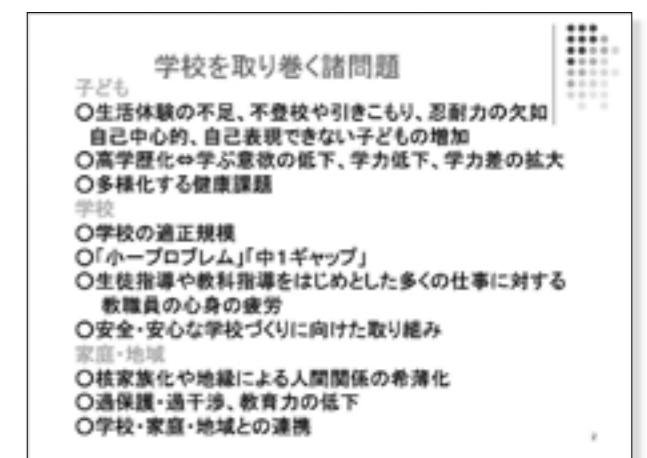 学校を取り巻く諸問題
子ども
○生活体験の不足、不登校や引きこもり、忍耐力の欠如
自己中心的、自己表現できない子どもの増加
○高学歴化⇔学ぶ意欲の低下、学力低下、学力差の拡大
○多様化する健康課題
学校
○学校の適正規模
○「小一プロブレム」「中1ギャップ」
○生徒指導や教科指導をはじめとした多くの仕事に対する
教職員の心身の疲労
○安全・安心な学校づくりに向けた取り組み
家庭・地域
○核家族化や地縁による人間関係の希薄化
○過保護・過干渉、教育力の低下
○学校・家庭・地域との連携
2